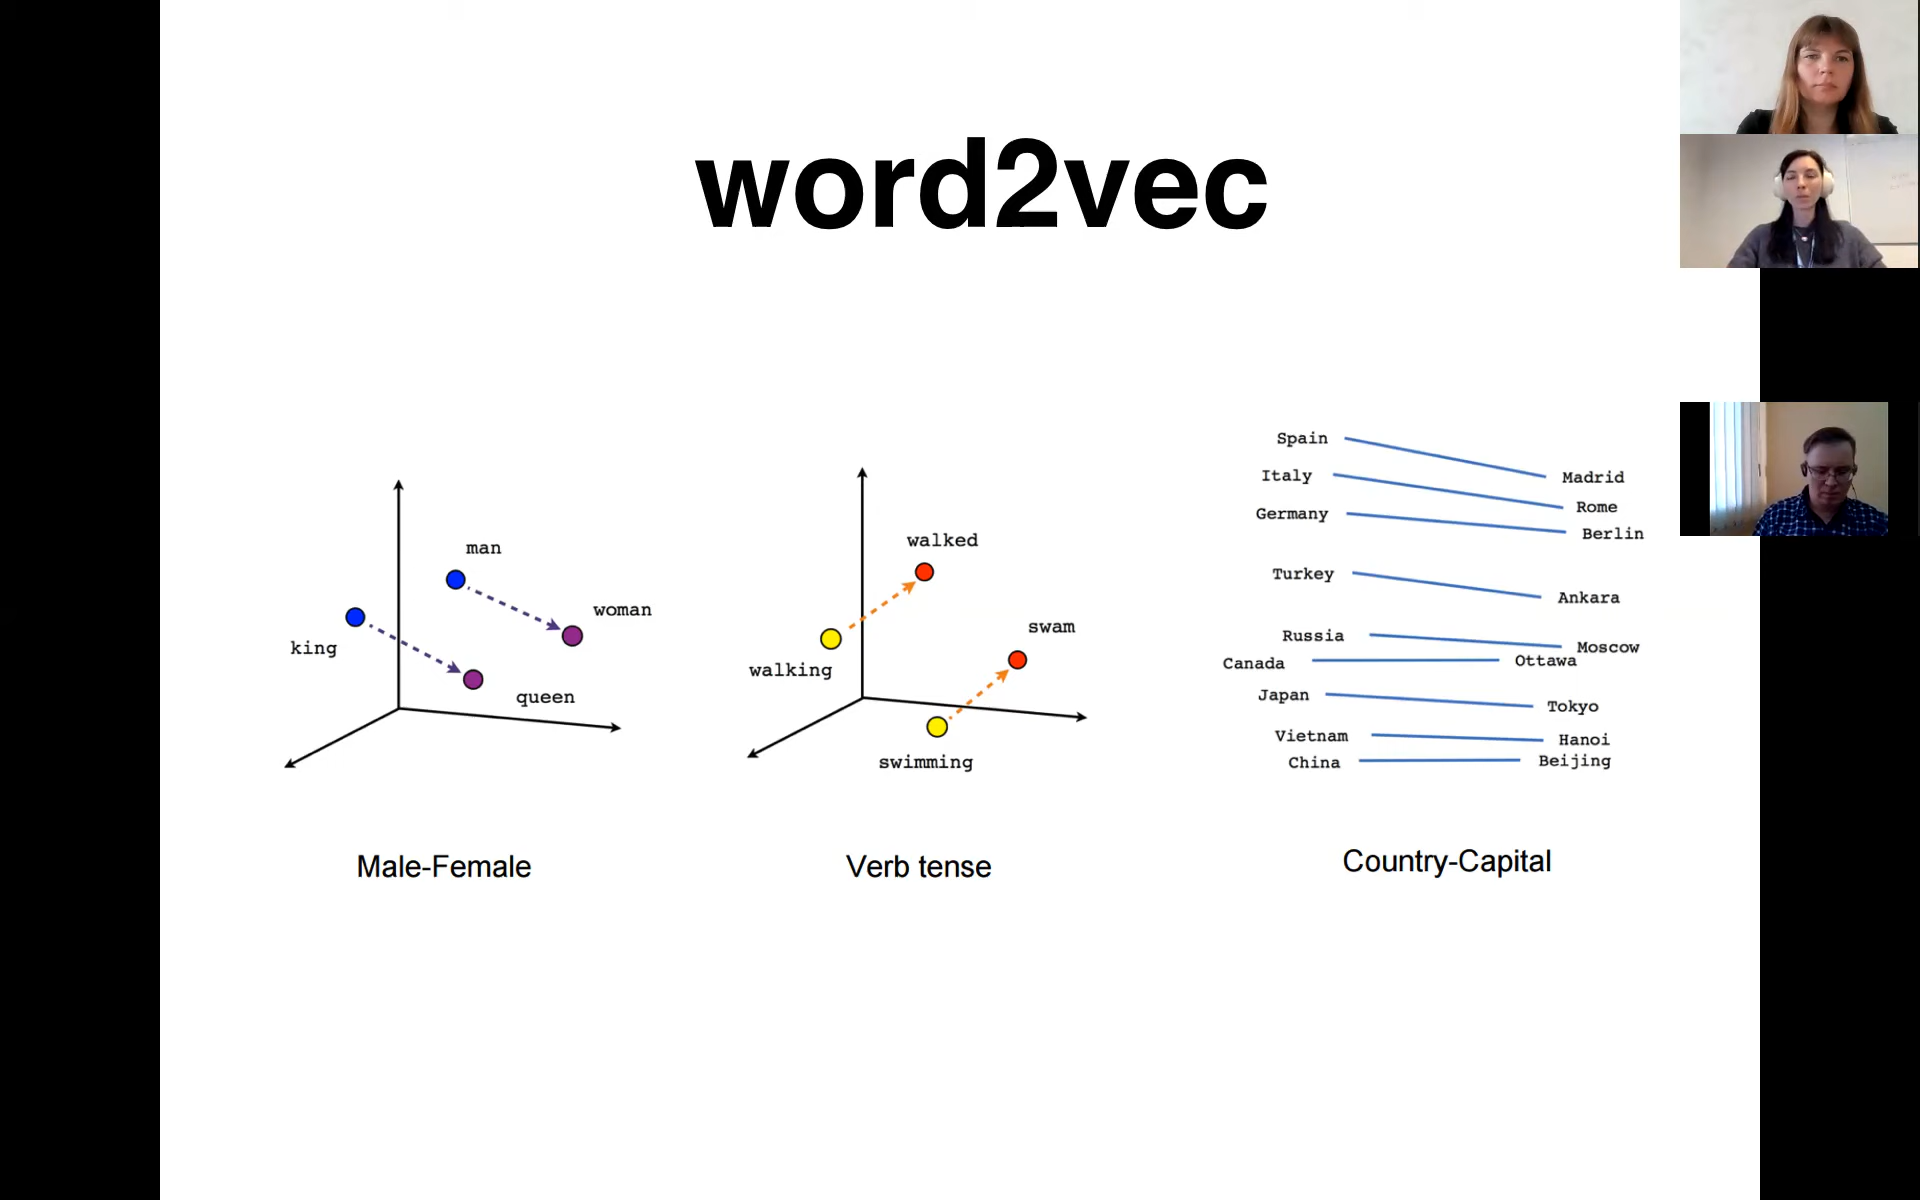 word2vec
man
woman
king
queen
Male-Female
walked
swam
walking
swimming
Verb tense
Spain Madrid
Italy Rome
Germany Berlin
Turkey Ankara
Russia Moscow
Canada Ottawa
Japan Tokyo
Vietnam Hanoi
China Beijing
Country-Capital